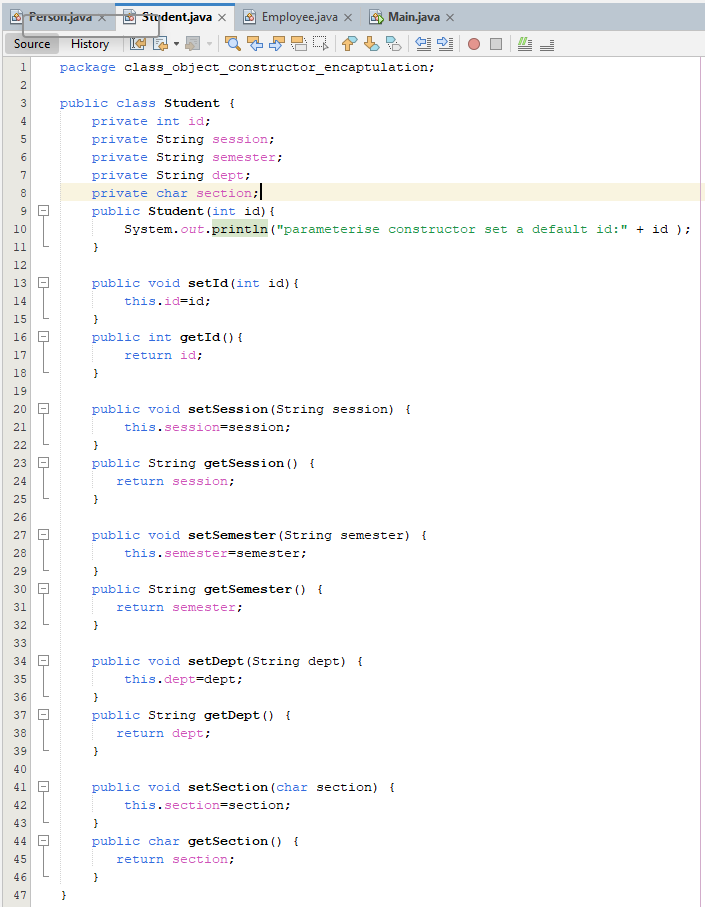 Person.java × Student.java × Employee.java × Main.java ×
Source History
1 package class_object_constructor_encaptulation;
2
3 public class Student {
4 private int id;
5 private String session;
6 private String semester;
7 private String dept;
8 private char section;
9 public Student(int id){
10 System.out.println("parameterise constructor set a default id:" + id );
11 }
12
13 public void setId(int id){
14 this.id=id;
15 }
16 public int getId(){
17 return id;
18 }
19
20 public void setSession(String session) {
21 this.session=session;
22 }
23 public String getSession() {
24 return session;
25 }
26
27 public void setSemester(String semester) {
28 this.semester=semester;
29 }
30 public String getSemester() {
31 return semester;
32 }
33
34 public void setDept(String dept) {
35 this.dept=dept;
36 }
37 public String getDept() {
38 return dept;
39 }
40
41 public void setSection(char section) {
42 this.section=section;
43 }
44 public char getSection() {
45 return section;
46 }
47 }